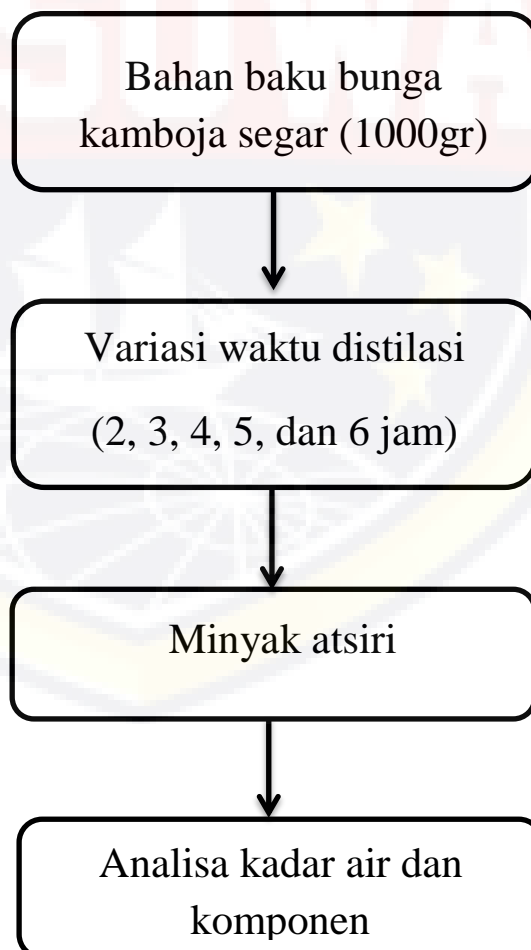 Bahan baku bunga
kamboja segar (1000gr)
Variasi waktu distilasi
(2, 3, 4, 5, dan 6 jam)
Minyak atsiri
Analisa kadar air dan
komponen